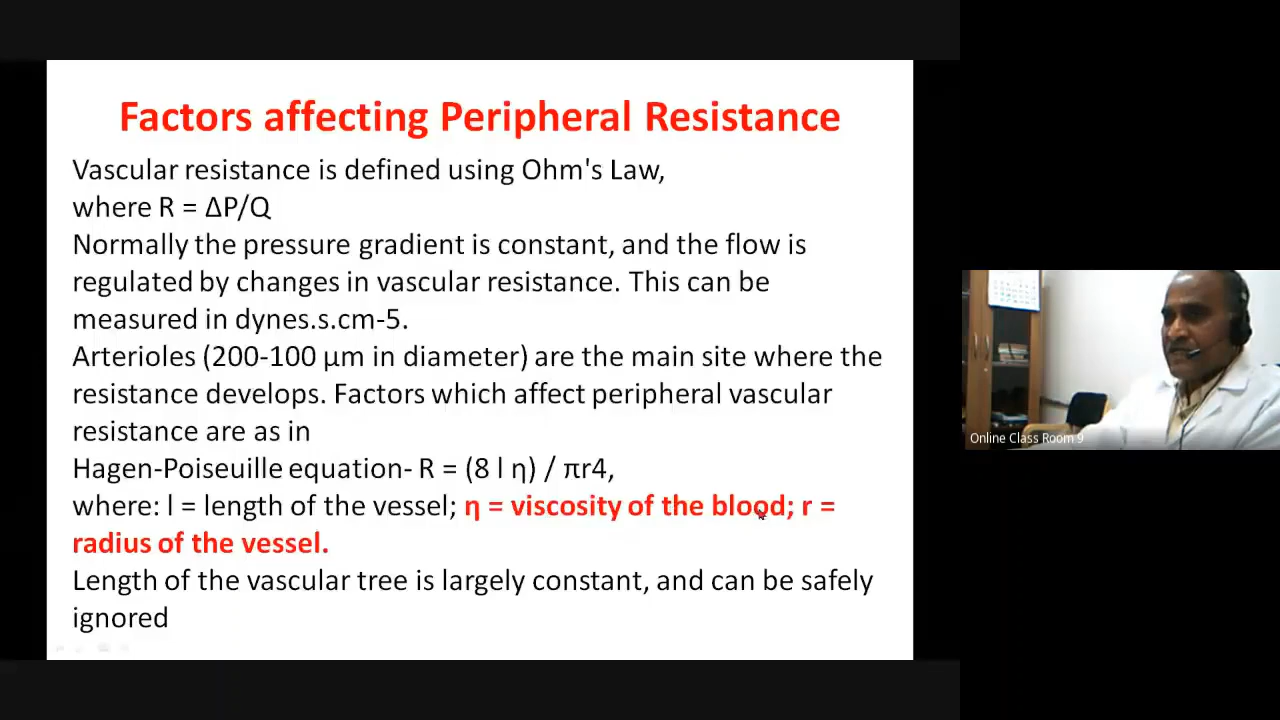 Factors affecting Peripheral Resistance
Vascular resistance is defined using Ohm's Law,
where R = ΔP/Q
Normally the pressure gradient is constant, and the flow is
regulated by changes in vascular resistance. This can be
measured in dynes.s.cm-5.
Arterioles (200-100 µm in diameter) are the main site where the
resistance develops. Factors which affect peripheral vascular
resistance are as in
Hagen-Poiseuille equation- R = (8 l η) / πr4,
where: l = length of the vessel; η = viscosity of the blood; r =
radius of the vessel.
Length of the vascular tree is largely constant, and can be safely
ignored
Online Class Room 9